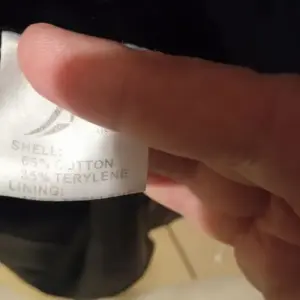 SHELL:
65% COTTON
35% TERYLENE
LINING: